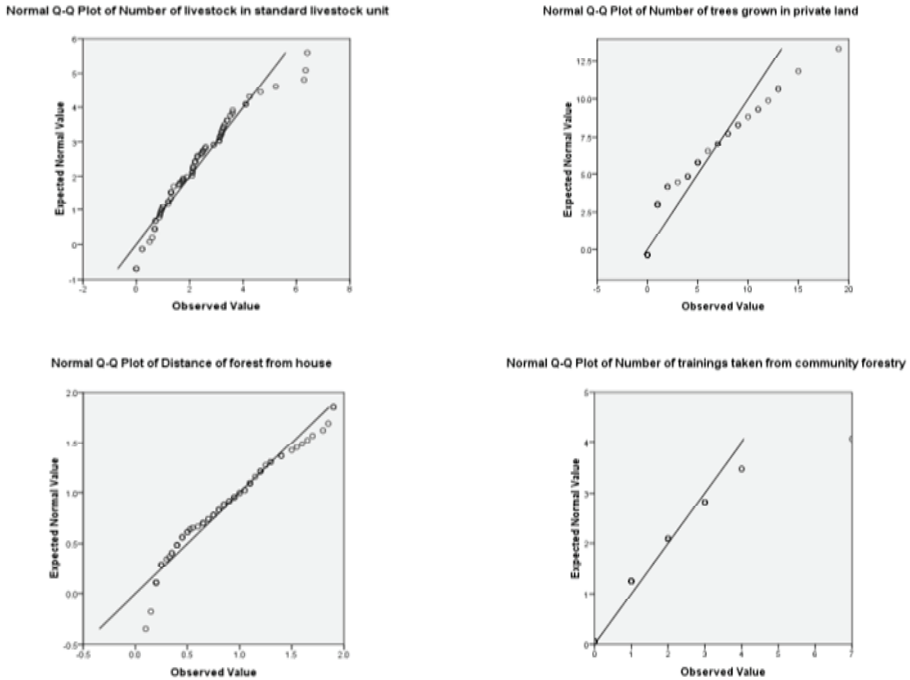 Normal Q-Q Plot of Number of livestock in standard livestock unit
6
5
4
3
2
1
0
-1
-2 0 2 4 6 8
Expected Normal Value
Observed Value
Normal Q-Q Plot of Number of trees grown in private land
12.5
10.0
7.5
5.0
2.5
0.0
-5 0 5 10 15 20
Expected Normal Value
Observed Value
Normal Q-Q Plot of Distance of forest from house
2.0
1.5
1.0
0.5
0.0
-0.5
-0.5 0.0 0.5 1.0 1.5 2.0
Expected Normal Value
Observed Value
Normal Q-Q Plot of Number of trainings taken from community forestry
5
4
3
2
1
0
0 1 2 3 4 5 6 7
Expected Normal Value
Observed Value